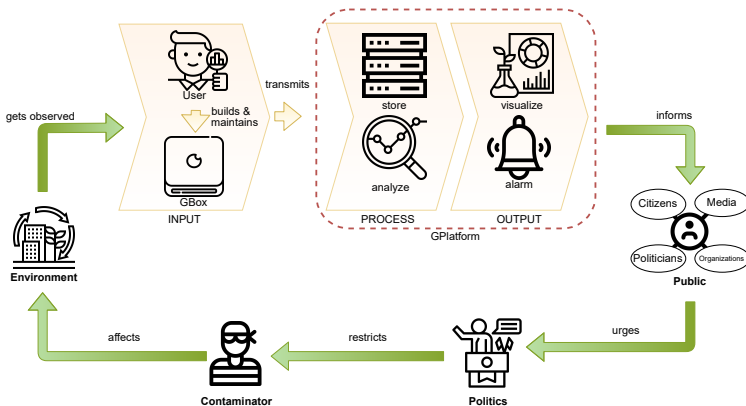 gets observed
User
builds &
maintains
GBox
INPUT
transmits
store
analyze
PROCESS
visualize
alarm
OUTPUT
GPlatform
informs
Citizens
Media
Politicians
Organizations
Public
urges
Politics
restricts
Contaminator
affects
Environment